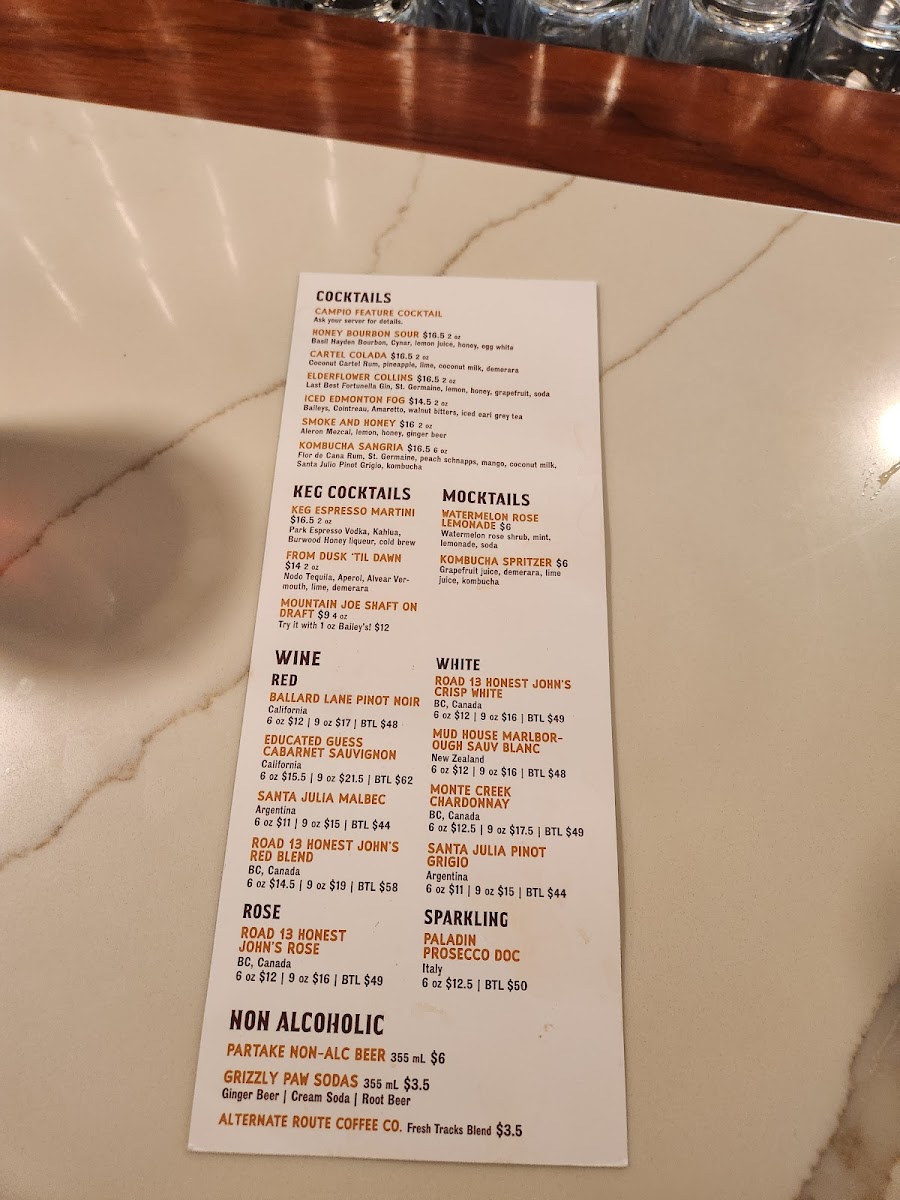 COCKTAILS
CAMPIO FEATURE COCKTAIL
Ask your server for details.
HONEY BOURBON SOUR $16.5 2 oz
Basil Hayden Bourbon, Cynar, lemon juice, honey, egg white
CARTEL COLADA $16.5 2 oz
Coconut Cartel Rum, pineapple, lime, coconut milk, demerara
ELDERFLOWER COLLINS $16.5 2 oz
Last Best Fortunella Gin, St. Germaine, lemon, honey, grapefruit, soda
ICED EDMONTON FOG $14.5 2 oz
Baileys, Cointreau, Amaretto, walnut bitters, iced earl grey tea
SMOKE AND HONEY $16 2 oz
Aleron Mezcal, lemon, honey, ginger beer
KOMBUCHA SANGRIA $16.5 6 oz
Flor de Cana Rum, St. Germaine, peach schnapps, mango, coconut milk,
Santa Julio Pinot Grigio, kombucha
KEG COCKTAILS
KEG ESPRESSO MARTINI
$16.5 2 oz
Park Espresso Vodka, Kahlua,
Burwood Honey liqueur, cold brew
FROM DUSK 'TIL DAWN
$14 2 oz
Nodo Tequila, Aperol, Alvear Ver-
mouth, lime, demerara
MOUNTAIN JOE SHAFT ON
DRAFT $9 4 oz
Try it with 1 oz Bailey's! $12
MOCKTAILS
WATERMELON ROSE
LEMONADE $6
Watermelon rose shrub, mint,
lemonade, soda
KOMBUCHA SPRITZER $6
Grapefruit juice, demerara, lime
juice, kombucha
WINE
RED
BALLARD LANE PINOT NOIR
California
6 oz $12 | 9 oz $17 | BTL $48
EDUCATED GUESS
CABARNET SAUVIGNON
California
6 oz $15.5 | 9 oz $21.5 | BTL $62
SANTA JULIA MALBEC
Argentina
6 oz $11 | 9 oz $15 | BTL $44
ROAD 13 HONEST JOHN'S
RED BLEND
BC, Canada
6 oz $14.5 | 9 oz $19 | BTL $58
WHITE
ROAD 13 HONEST JOHN'S
CRISP WHITE
BC, Canada
6 oz $12 | 9 oz $16 | BTL $49
MUD HOUSE MARLBOR-
OUGH SAUV BLANC
New Zealand
6 oz $12 | 9 oz $16 | BTL $48
MONTE CREEK
CHARDONNAY
BC, Canada
6 oz $12.5 | 9 oz $17.5 | BTL $49
SANTA JULIA PINOT
GRIGIO
Argentina
6 oz $11 | 9 oz $15 | BTL $44
ROSE
ROAD 13 HONEST
JOHN'S ROSE
BC, Canada
6 oz $12 | 9 oz $16 | BTL $49
SPARKLING
PALADIN
PROSECCO DOC
Italy
6 oz $12.5 | BTL $50
NON ALCOHOLIC
PARTAKE NON-ALC BEER 355 mL $6
GRIZZLY PAW SODAS 355 mL $3.5
Ginger Beer | Cream Soda | Root Beer
ALTERNATE ROUTE COFFEE CO. Fresh Tracks Blend $3.5